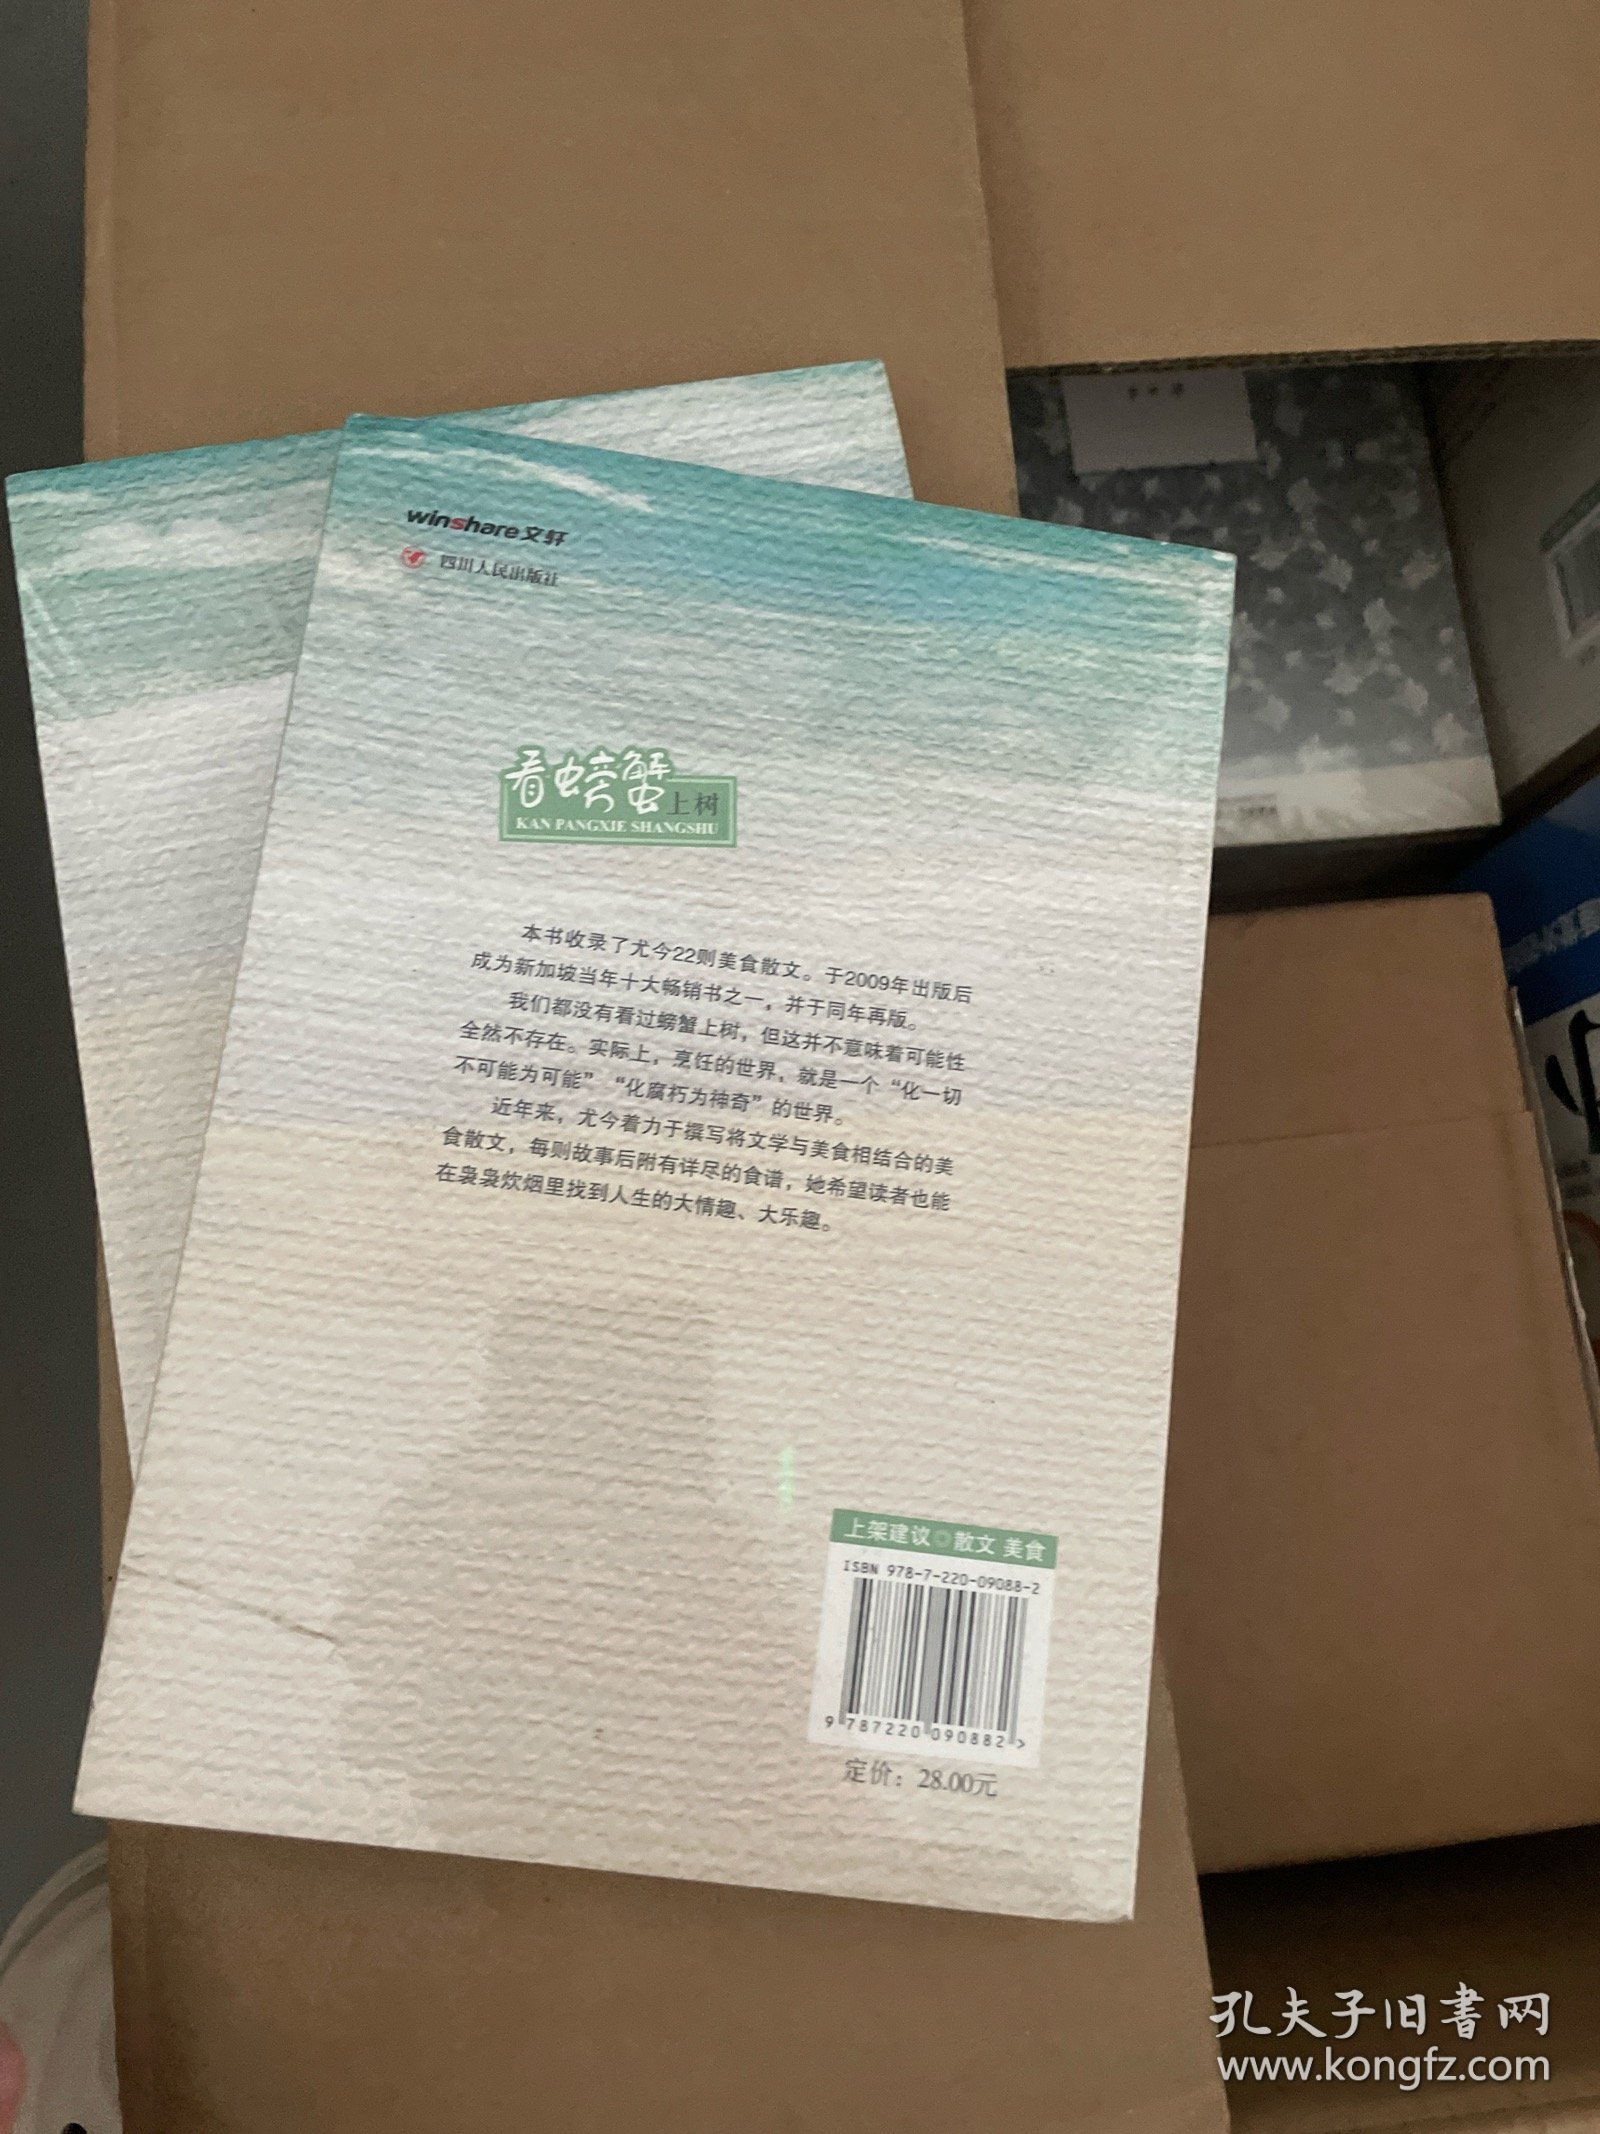 winshare文轩
四川人民出版社
看螃蟹上树
KAN PANGXIE SHANGSHU
本书收录了尤今22则美食散文。于2009年出版后
成为新加坡当年十大畅销书之一，并于同年再版。
我们都没有看过螃蟹上树，但这并不意味着可能性
全然不存在。实际上，烹饪的世界，就是一个“化一切
不可能为可能”“化腐朽为神奇”的世界。
近年来，尤今着力于撰写将文学与美食相结合的美
食散文，每则故事后附有详尽的食谱，她希望读者也能
在袅袅炊烟里找到人生的大情趣、大乐趣。
上架建议◎散文 美食
ISBN 978-7-220-09088-2
9 787220 090882 >
定价：28.00元
孔夫子旧书网
www.kongfz.com